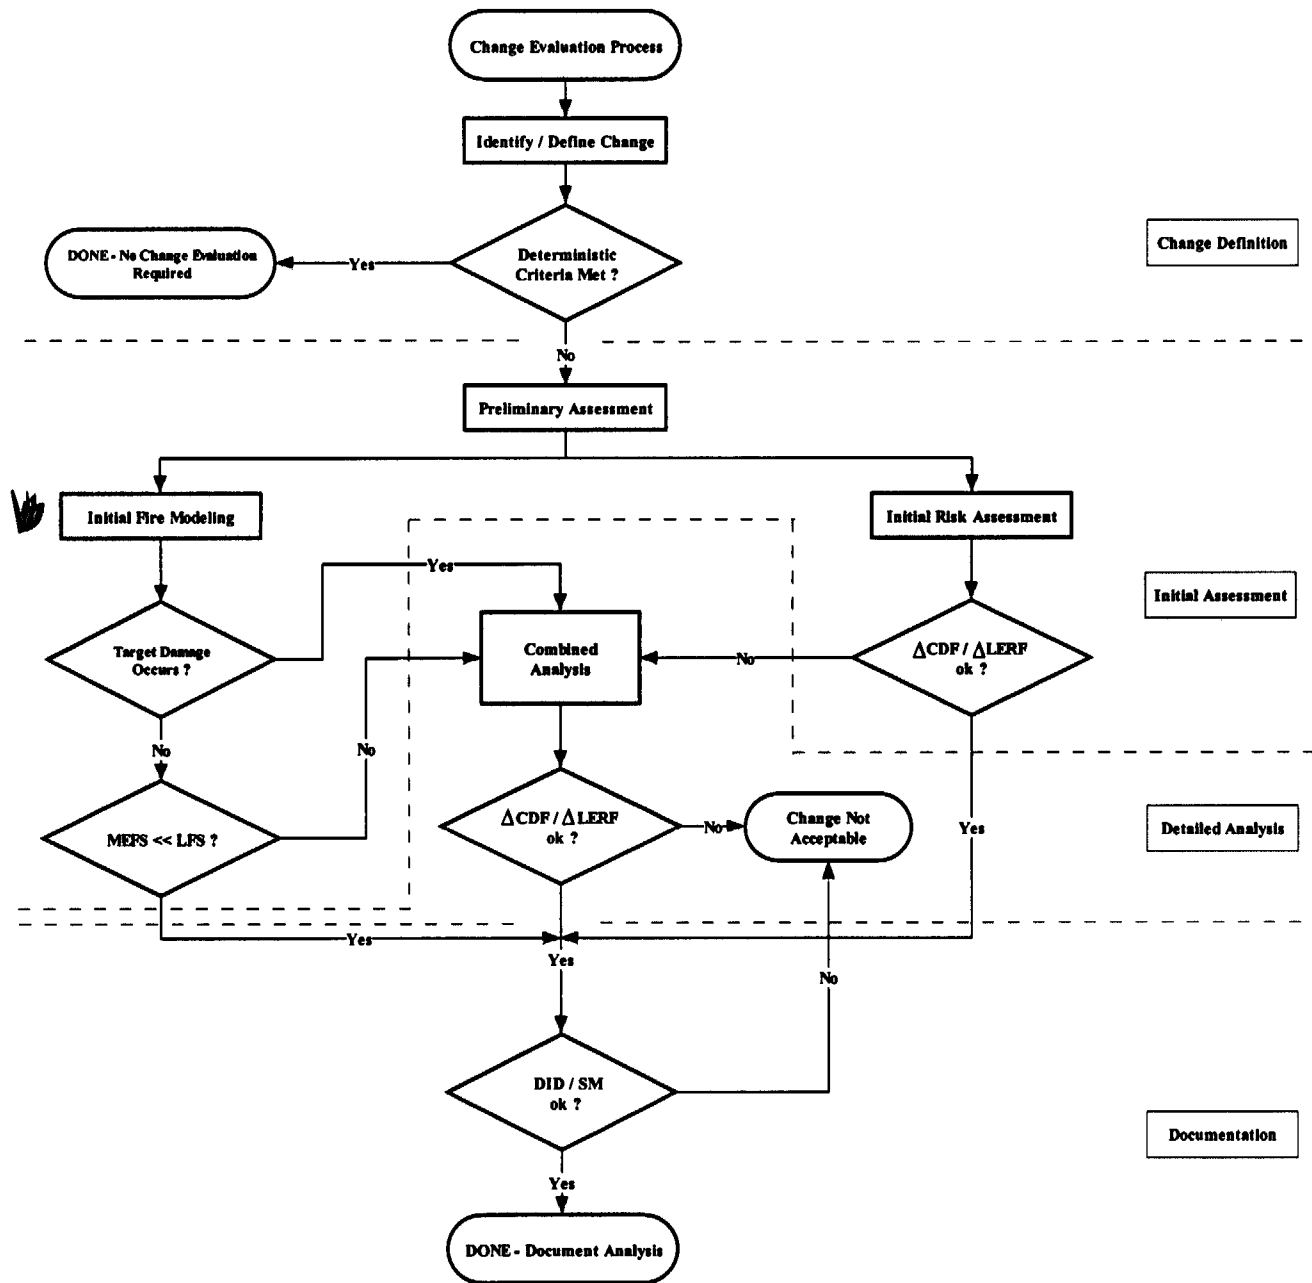 Change Evaluation Process
Identify / Define Change
DONE - No Change Evaluation
Required
Yes
Deterministic
Criteria Met ?
Change Definition
No
Preliminary Assessment
Initial Fire Modeling
Initial Risk Assessment
Yes
Initial Assessment
Target Damage
Occurs ?
Combined
Analysis
No
ΔCDF / ΔLERF
ok ?
No
No
MEFS << LFS ?
ΔCDF / ΔLERF
ok ?
No
Change Not
Acceptable
Yes
Detailed Analysis
Yes
Yes
No
DID / SM
ok ?
Documentation
Yes
DONE - Document Analysis